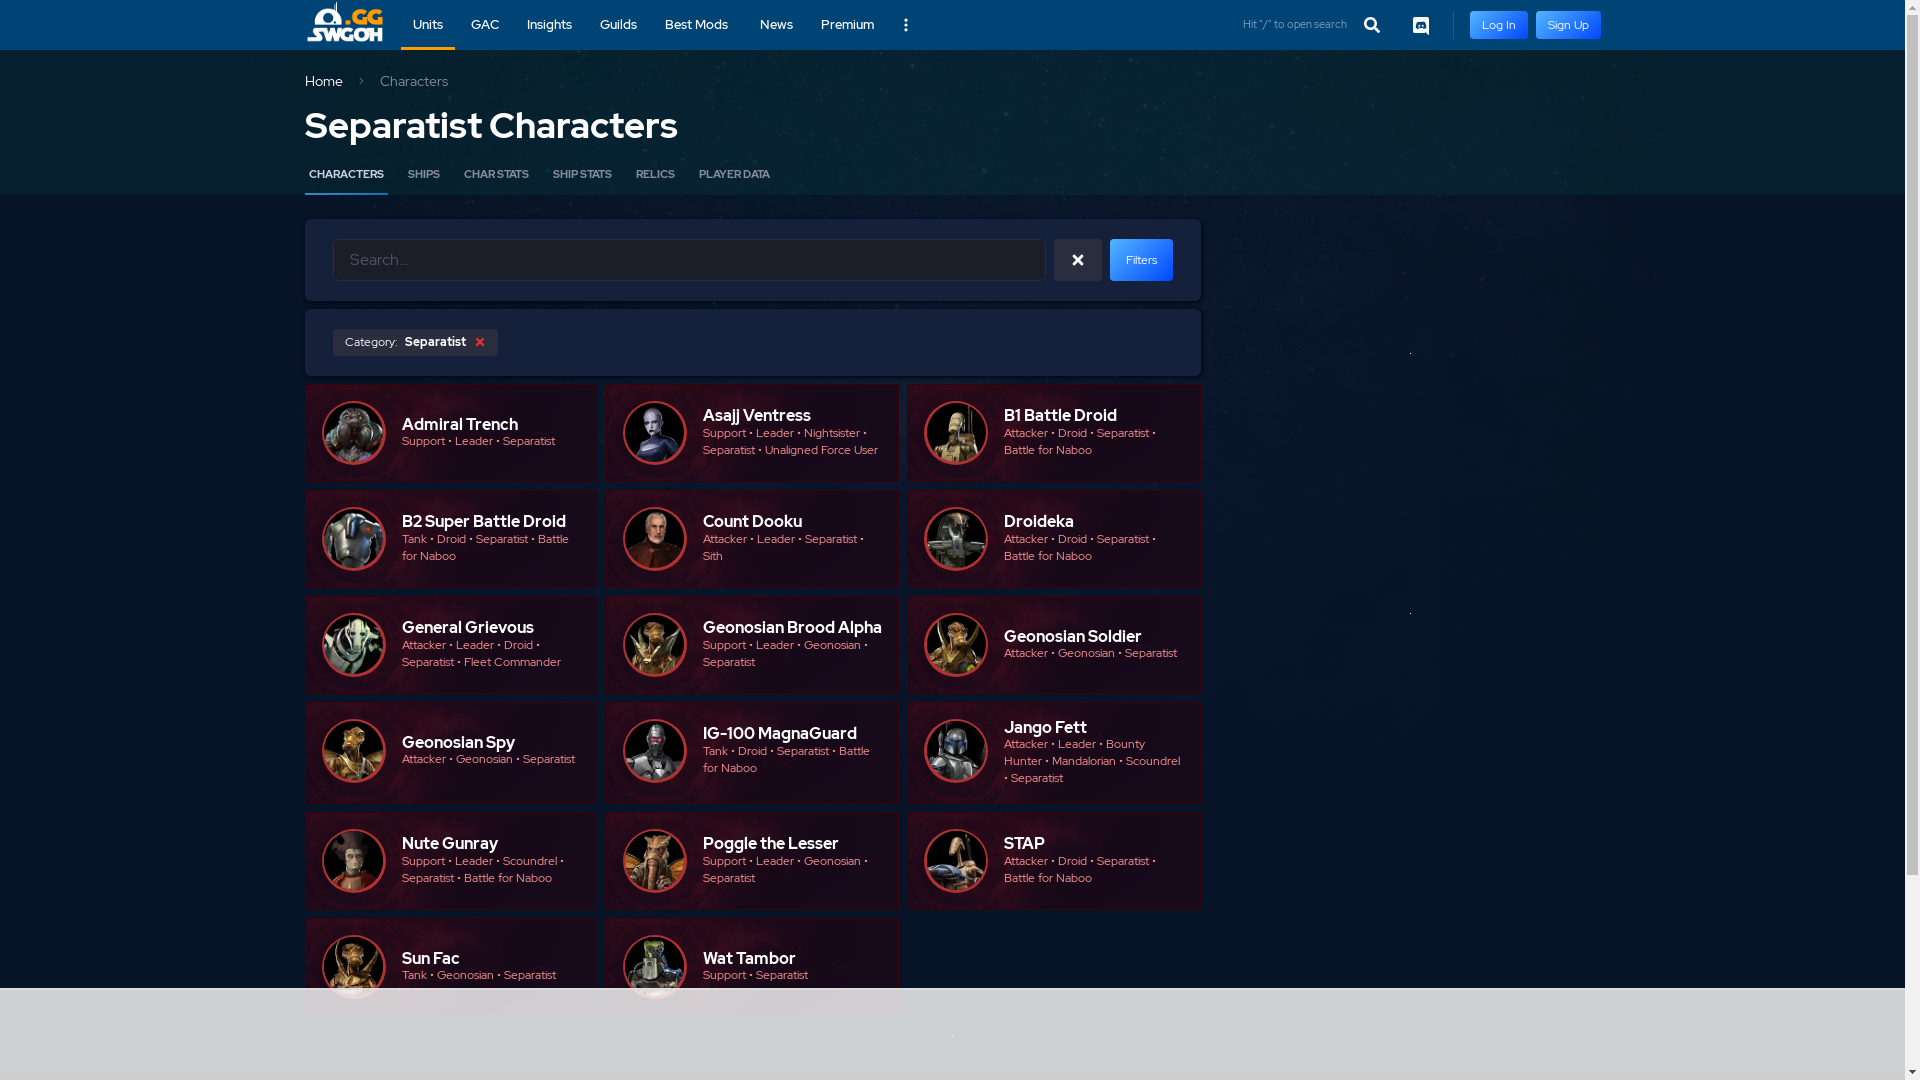 .GG
SWGOH
Units
GAC
Insights
Guilds
Best Mods
News
Premium
Hit "/" to open search
Log In
Sign Up
Home
Characters
Separatist Characters
CHARACTERS
SHIPS
CHAR STATS
SHIP STATS
RELICS
PLAYER DATA
Search...
Filters
Category: Separatist
Admiral Trench
Support • Leader • Separatist
Asajj Ventress
Support • Leader • Nightsister •
Separatist • Unaligned Force User
B1 Battle Droid
Attacker • Droid • Separatist •
Battle for Naboo
B2 Super Battle Droid
Tank • Droid • Separatist • Battle
for Naboo
Count Dooku
Attacker • Leader • Separatist •
Sith
Droideka
Attacker • Droid • Separatist •
Battle for Naboo
General Grievous
Attacker • Leader • Droid •
Separatist • Fleet Commander
Geonosian Brood Alpha
Support • Leader • Geonosian •
Separatist
Geonosian Soldier
Attacker • Geonosian • Separatist
Geonosian Spy
Attacker • Geonosian • Separatist
IG-100 MagnaGuard
Tank • Droid • Separatist • Battle
for Naboo
Jango Fett
Attacker • Leader • Bounty
Hunter • Mandalorian • Scoundrel
• Separatist
Nute Gunray
Support • Leader • Scoundrel •
Separatist • Battle for Naboo
Poggle the Lesser
Support • Leader • Geonosian •
Separatist
STAP
Attacker • Droid • Separatist •
Battle for Naboo
Sun Fac
Tank • Geonosian • Separatist
Wat Tambor
Support • Separatist